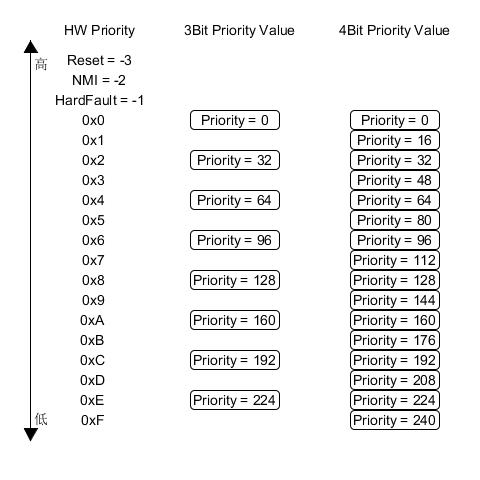 HW Priority 3Bit Priority Value 4Bit Priority Value
高 Reset = -3
NMI = -2
HardFault = -1
0x0 Priority = 0 Priority = 0
0x1 Priority = 16
0x2 Priority = 32 Priority = 32
0x3 Priority = 48
0x4 Priority = 64 Priority = 64
0x5 Priority = 80
0x6 Priority = 96 Priority = 96
0x7 Priority = 112
0x8 Priority = 128 Priority = 128
0x9 Priority = 144
0xA Priority = 160 Priority = 160
0xB Priority = 176
0xC Priority = 192 Priority = 192
0xD Priority = 208
0xE Priority = 224 Priority = 224
低 0xF Priority = 240